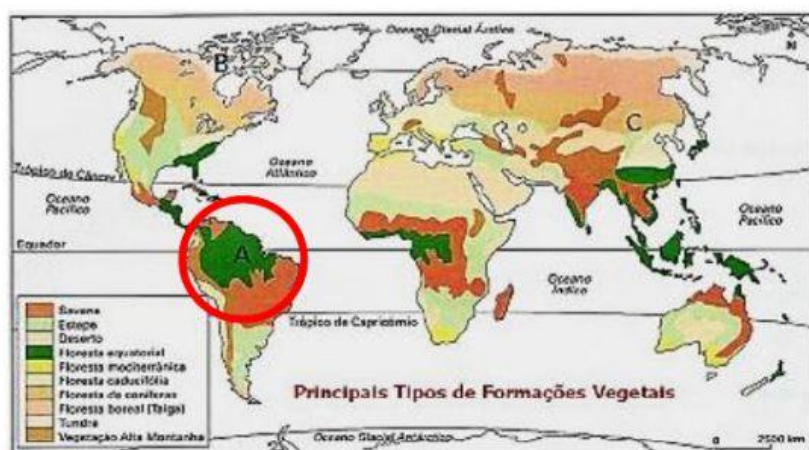 Oceano Glacial Ártico
N
B
C
Trópico de Câncer
Oceano
Pacífico
Oceano
Atlântico
Oceano
Pacífico
Equador
A
Oceano
Índico
Trópico de Capricórnio
Savana
Estepe
Deserto
Floresta equatorial
Floresta mediterrânica
Floresta caducifólia
Floresta de coníferas
Floresta boreal (Taiga)
Tundra
Vegetação Alta Montanha
Principais Tipos de Formações Vegetais
Oceano Glacial Antártico
0 2500 km